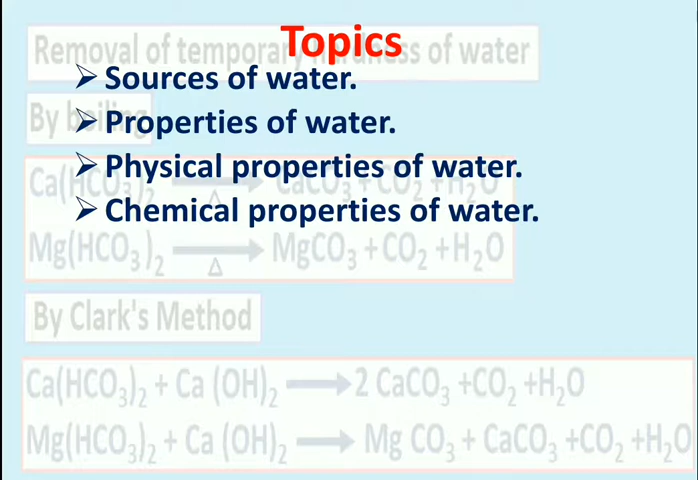 Topics
Removal of temporary hardness of water
➢ Sources of water.
By boiling
➢ Properties of water.
➢ Physical properties of water.
Ca(HCO₃)₂ ⟶ CaCO₃ + CO₂ + H₂O
Δ
➢ Chemical properties of water.
Mg(HCO₃)₂ ⟶ MgCO₃ +CO₂ +H₂O
Δ
By Clark's Method
Ca(HCO₃)₂ + Ca (OH)₂ ⟶ 2 CaCO₃ +CO₂ +H₂O
Mg(HCO₃)₂ + Ca (OH)₂ ⟶ Mg CO₃ + CaCO₃ +CO₂ +H₂O